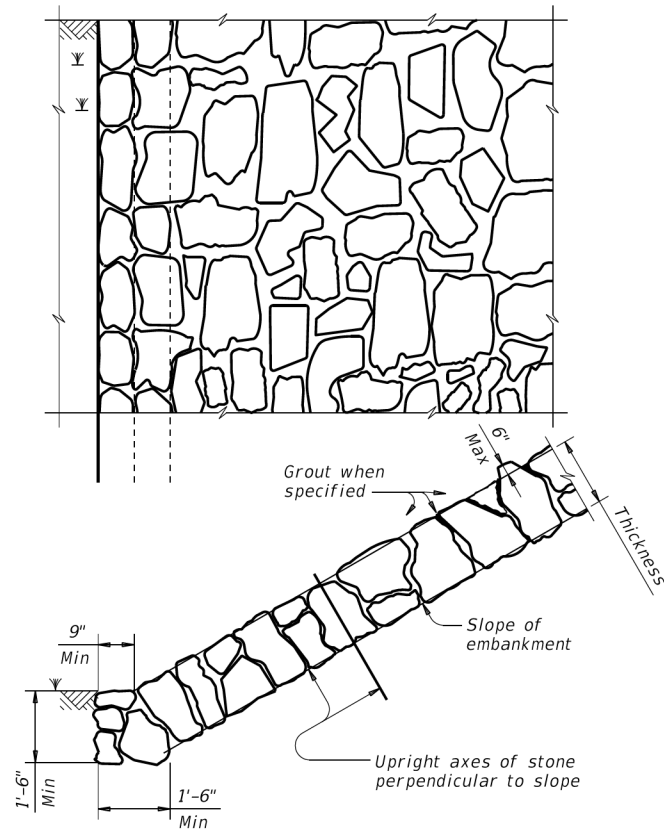 6"
Max
Grout when
specified
Thickness
Slope of
embankment
9"
Min
1'-6"
Min
Upright axes of stone
perpendicular to slope
1'-6"
Min